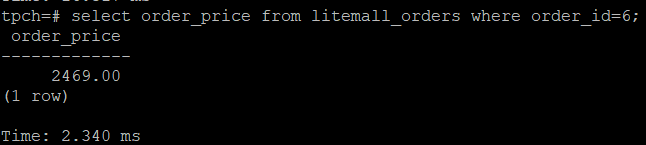 tpch=# select order_price from litemall_orders where order_id=6;
order_price
-------------
2469.00
(1 row)
Time: 2.340 ms